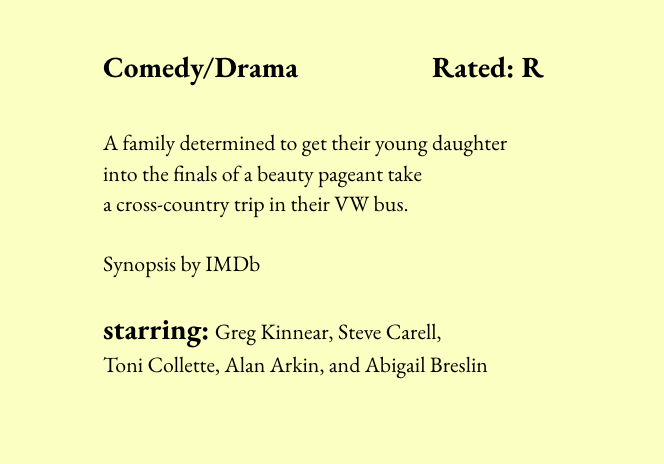 Comedy/Drama Rated: R
A family determined to get their young daughter
into the finals of a beauty pageant take
a cross-country trip in their VW bus.
Synopsis by IMDb
starring: Greg Kinnear, Steve Carell,
Toni Collette, Alan Arkin, and Abigail Breslin